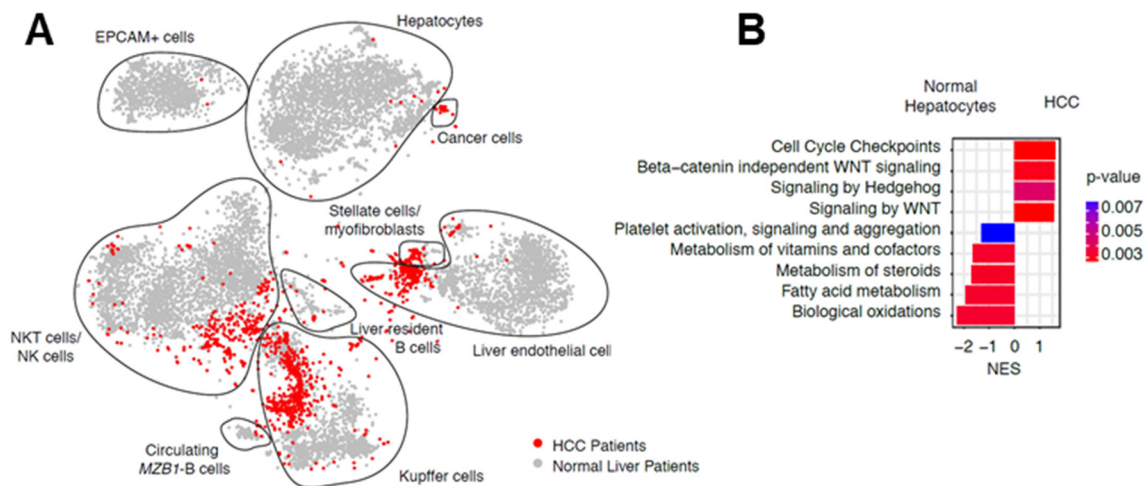 A
EPCAM+ cells
Hepatocytes
Cancer cells
Stellate cells/
myofibroblasts
NKT cells/
NK cells
Liver-resident
B cells
Liver endothelial cell
Circulating
MZB1-B cells
Kupffer cells
HCC Patients
Normal Liver Patients
B
Normal
Hepatocytes
HCC
Cell Cycle Checkpoints
Beta-catenin independent WNT signaling
Signaling by Hedgehog
Signaling by WNT
Platelet activation, signaling and aggregation
Metabolism of vitamins and cofactors
Metabolism of steroids
Fatty acid metabolism
Biological oxidations
−2 −1 0 1
NES
p-value
0.007
0.005
0.003